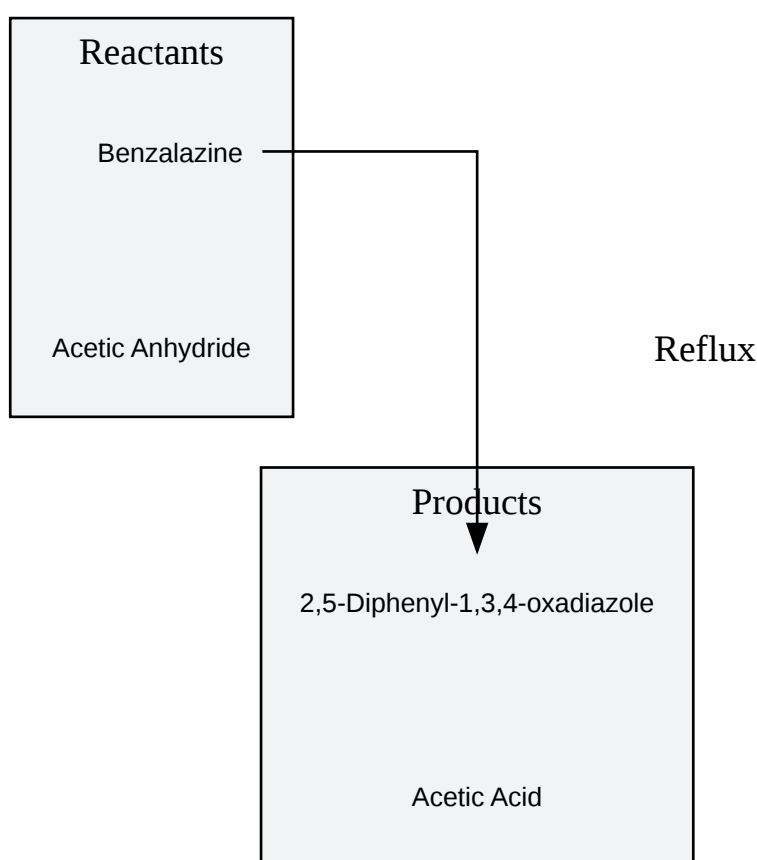 Reactants
Benzalazine
Acetic Anhydride
Reflux
Products
2,5-Diphenyl-1,3,4-oxadiazole
Acetic Acid